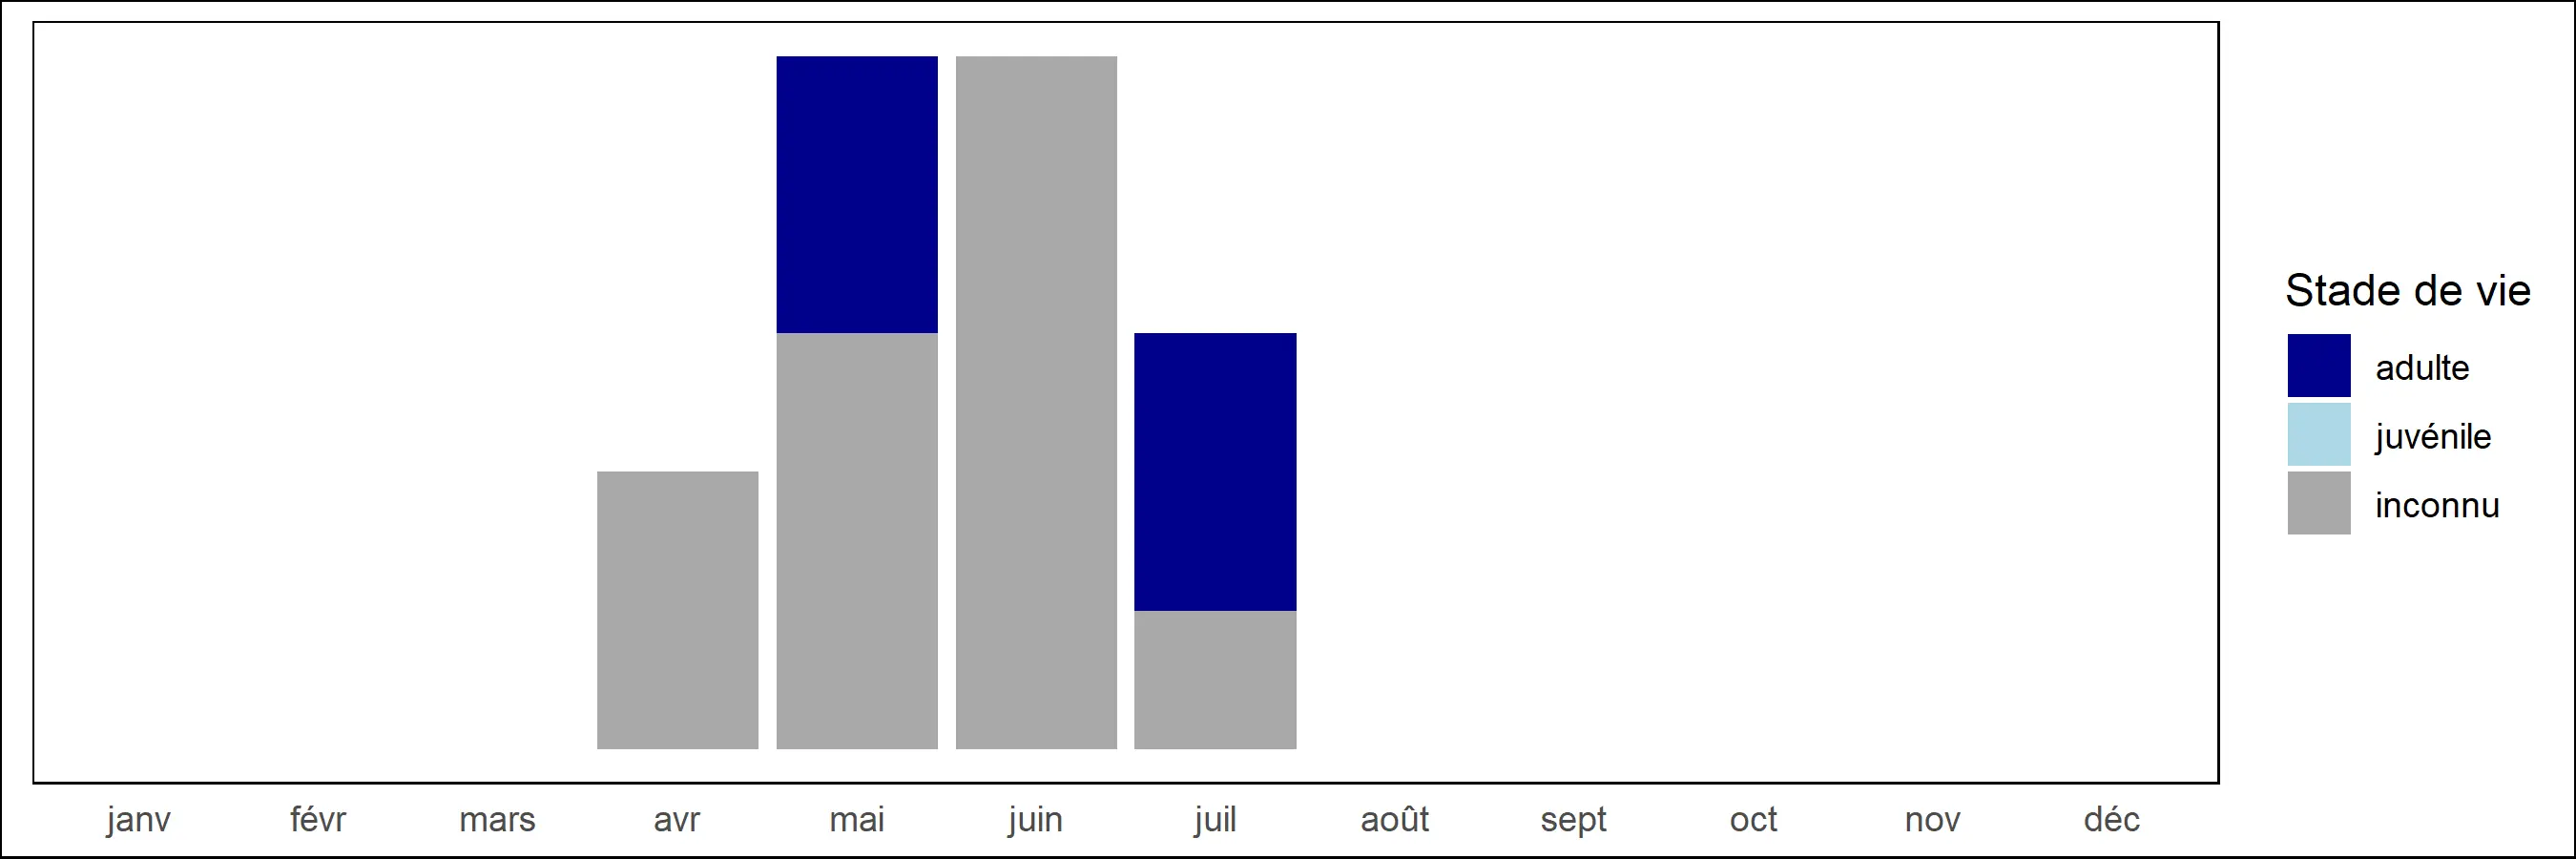 Stade de vie
adulte
juvénile
inconnu
janv févr mars avr mai juin juil août sept oct nov déc